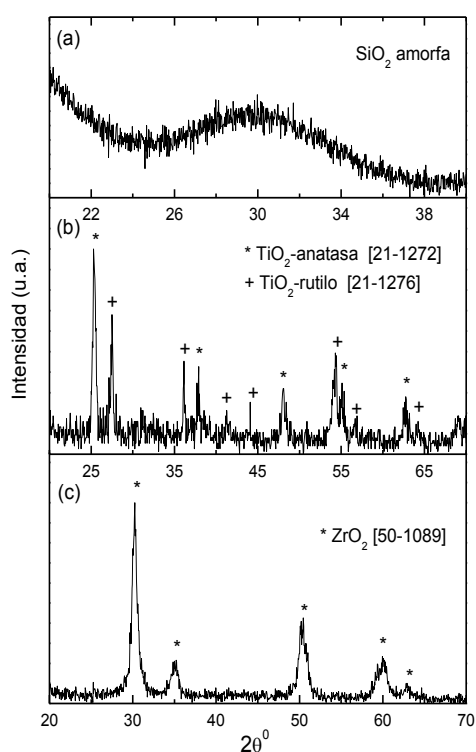 (a)
SiO₂ amorfa
22 26 30 34 38
(b)
*
* TiO₂-anatasa [21-1272]
+
+ TiO₂-rutilo [21-1276]
+ * + + * + * + * +
Intensidad (u.a.)
25 35 45 55 65
(c)
*
* ZrO₂ [50-1089]
* * * *
20 30 40 50 60 70
2θ⁰